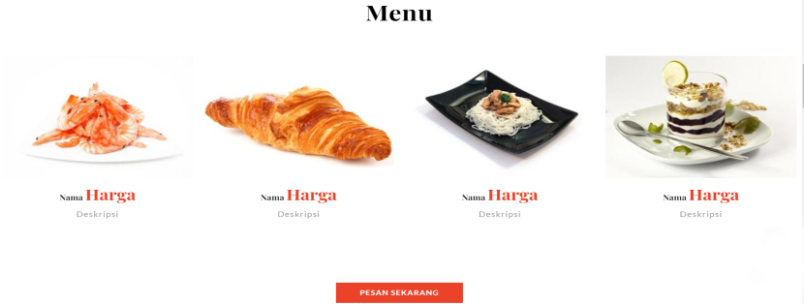 Menu
Nama Harga
Deskripsi
Nama Harga
Deskripsi
Nama Harga
Deskripsi
Nama Harga
Deskripsi
PESAN SEKARANG